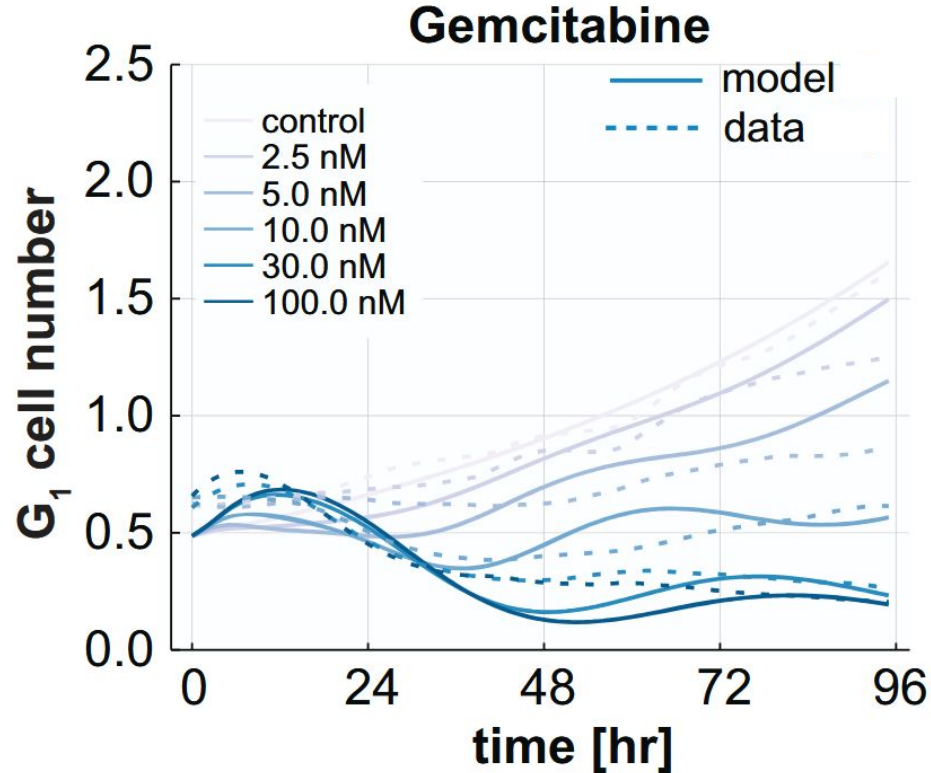 Gemcitabine
model
data
control
2.5 nM
5.0 nM
10.0 nM
30.0 nM
100.0 nM
G₁ cell number
2.5
2.0
1.5
1.0
0.5
0.0
0 24 48 72 96
time [hr]